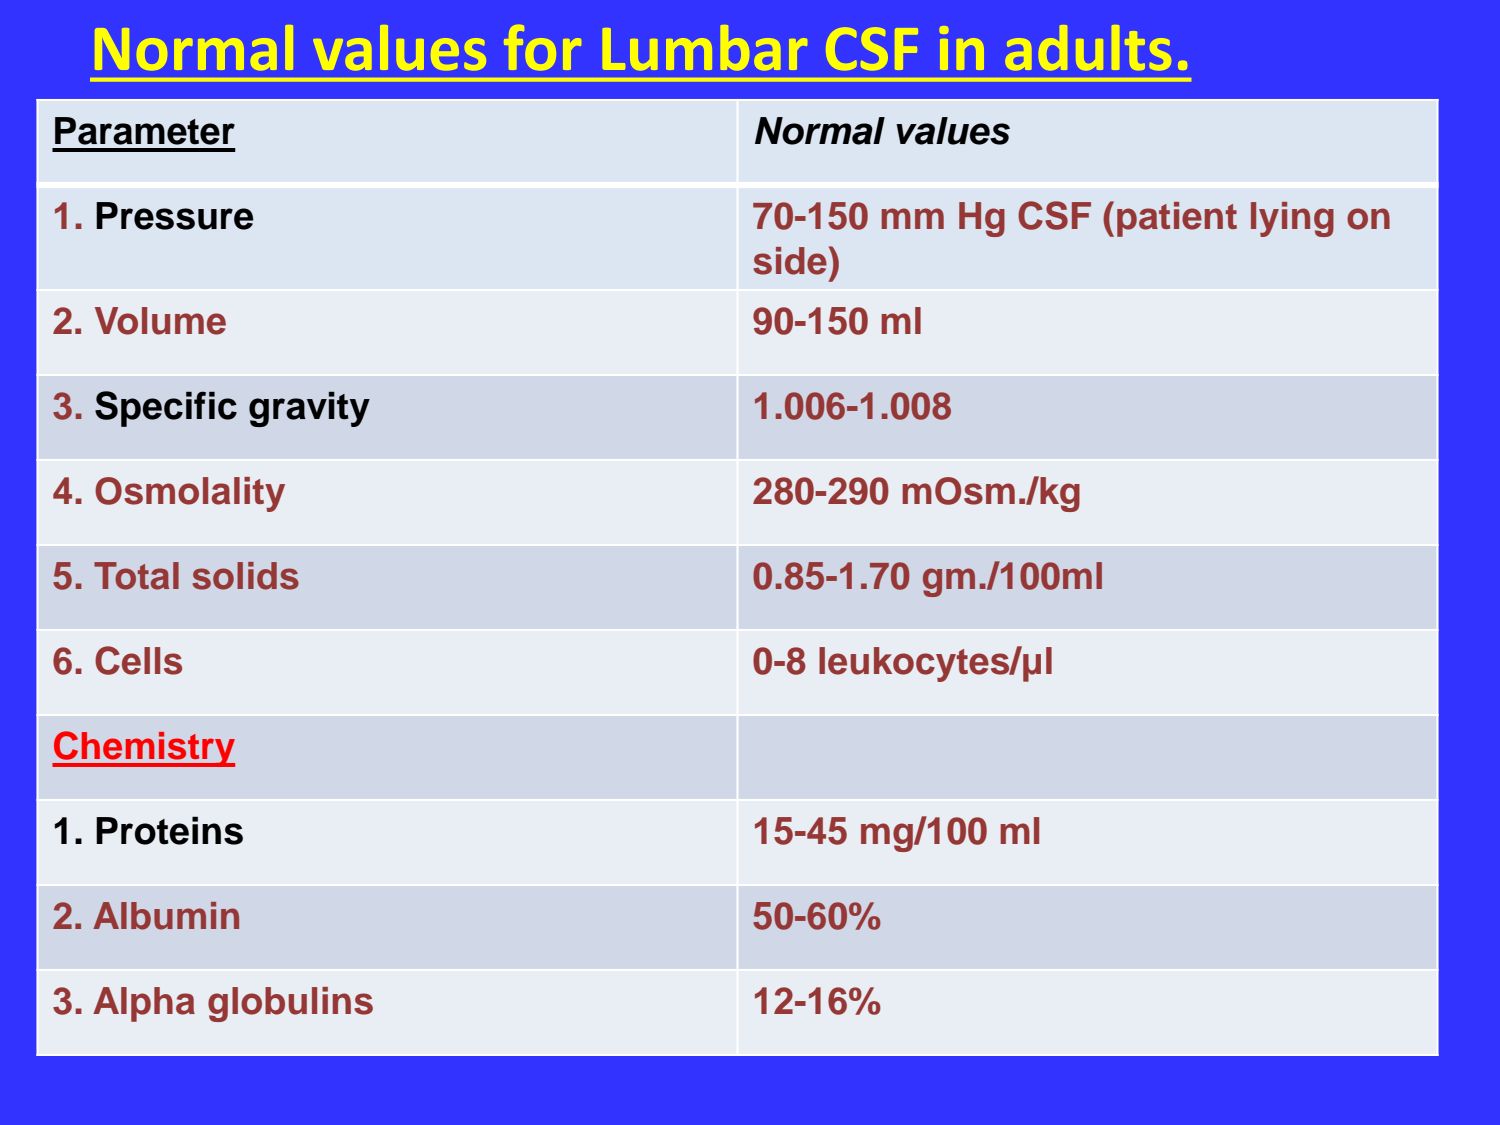 Normal values for Lumbar CSF in adults.
Parameter
Normal values
1. Pressure
70-150 mm Hg CSF (patient lying on
side)
2. Volume
90-150 ml
3. Specific gravity
1.006-1.008
4. Osmolality
280-290 mOsm./kg
5. Total solids
0.85-1.70 gm./100ml
6. Cells
0-8 leukocytes/µl
Chemistry
1. Proteins
15-45 mg/100 ml
2. Albumin
50-60%
3. Alpha globulins
12-16%